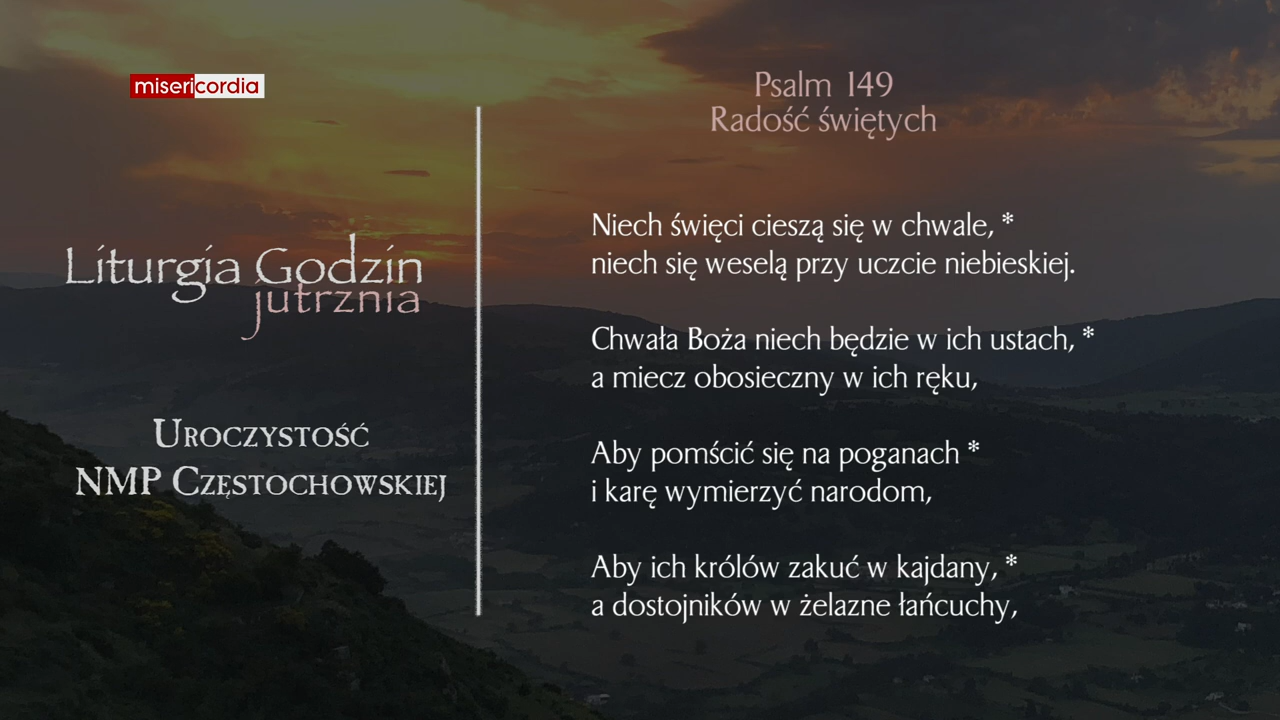 misericordia
Liturgia Godzin
jutrznia
Uroczystość
NMP Częstochowskiej
Psalm 149
Radość świętych
Niech święci cieszą się w chwale, *
niech się weselą przy uczcie niebieskiej.
Chwała Boża niech będzie w ich ustach, *
a miecz obosieczny w ich ręku,
Aby pomścić się na poganach *
i karę wymierzyć narodom,
Aby ich królów zakuć w kajdany, *
a dostojników w żelazne łańcuchy,